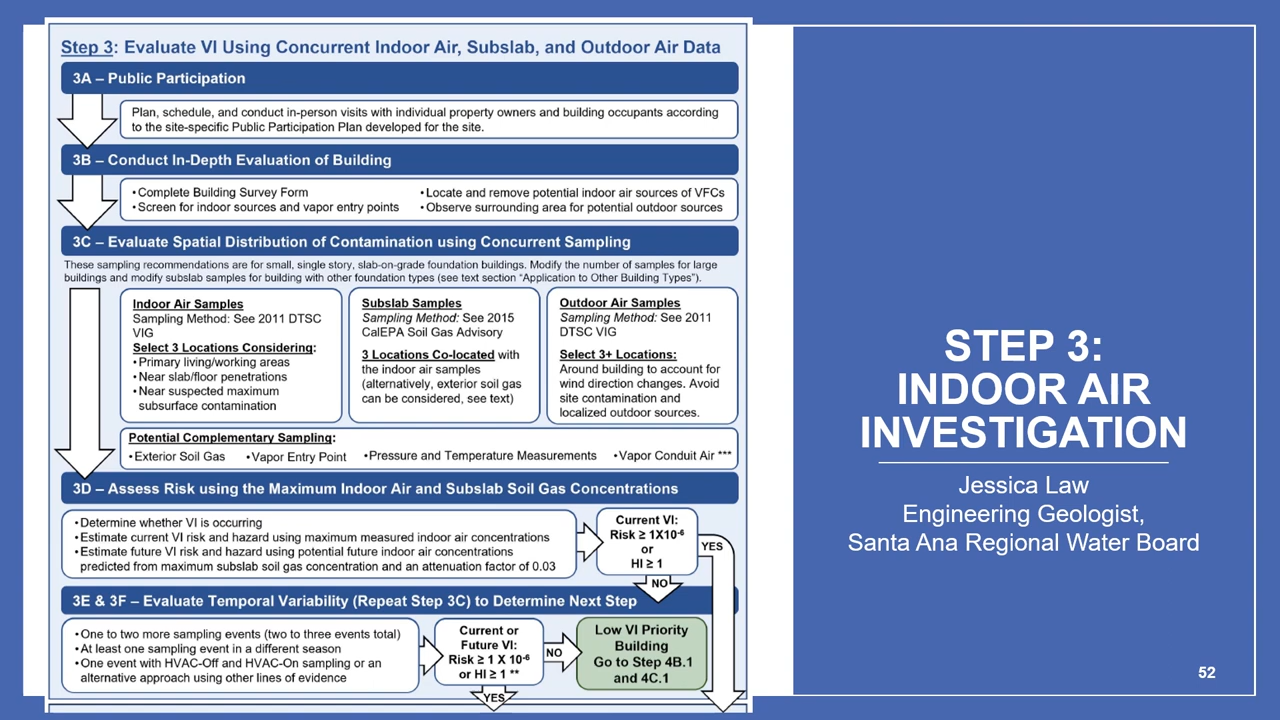 Step 3: Evaluate VI Using Concurrent Indoor Air, Subslab, and Outdoor Air Data
3A – Public Participation
Plan, schedule, and conduct in-person visits with individual property owners and building occupants according
to the site-specific Public Participation Plan developed for the site.
3B – Conduct In-Depth Evaluation of Building
•Complete Building Survey Form
•Screen for indoor sources and vapor entry points
•Locate and remove potential indoor air sources of VFCs
•Observe surrounding area for potential outdoor sources
3C – Evaluate Spatial Distribution of Contamination using Concurrent Sampling
These sampling recommendations are for small, single story, slab-on-grade foundation buildings. Modify the number of samples for large
buildings and modify subslab samples for building with other foundation types (see text section “Application to Other Building Types”).
Indoor Air Samples
Sampling Method: See 2011 DTSC
VIG
Select 3 Locations Considering:
•Primary living/working areas
•Near slab/floor penetrations
•Near suspected maximum
subsurface contamination
Subslab Samples
Sampling Method: See 2015
CalEPA Soil Gas Advisory
3 Locations Co-located with
the indoor air samples
(alternatively, exterior soil gas
can be considered, see text)
Outdoor Air Samples
Sampling Method: See 2011
DTSC VIG
Select 3+ Locations:
Around building to account for
wind direction changes. Avoid
site contamination and
localized outdoor sources.
Potential Complementary Sampling:
•Exterior Soil Gas •Vapor Entry Point •Pressure and Temperature Measurements •Vapor Conduit Air ***
3D – Assess Risk using the Maximum Indoor Air and Subslab Soil Gas Concentrations
•Determine whether VI is occurring
•Estimate current VI risk and hazard using maximum measured indoor air concentrations
•Estimate future VI risk and hazard using potential future indoor air concentrations
predicted from maximum subslab soil gas concentration and an attenuation factor of 0.03
Current VI:
Risk ≥ 1X10⁻⁶
or
HI ≥ 1
YES
NO
3E & 3F – Evaluate Temporal Variability (Repeat Step 3C) to Determine Next Step
•One to two more sampling events (two to three events total)
•At least one sampling event in a different season
•One event with HVAC-Off and HVAC-On sampling or an
alternative approach using other lines of evidence
Current or
Future VI:
Risk ≥ 1 X 10⁻⁶
or HI ≥ 1 **
NO
YES
Low VI Priority
Building
Go to Step 4B.1
and 4C.1
STEP 3:
INDOOR AIR
INVESTIGATION
Jessica Law
Engineering Geologist,
Santa Ana Regional Water Board
52